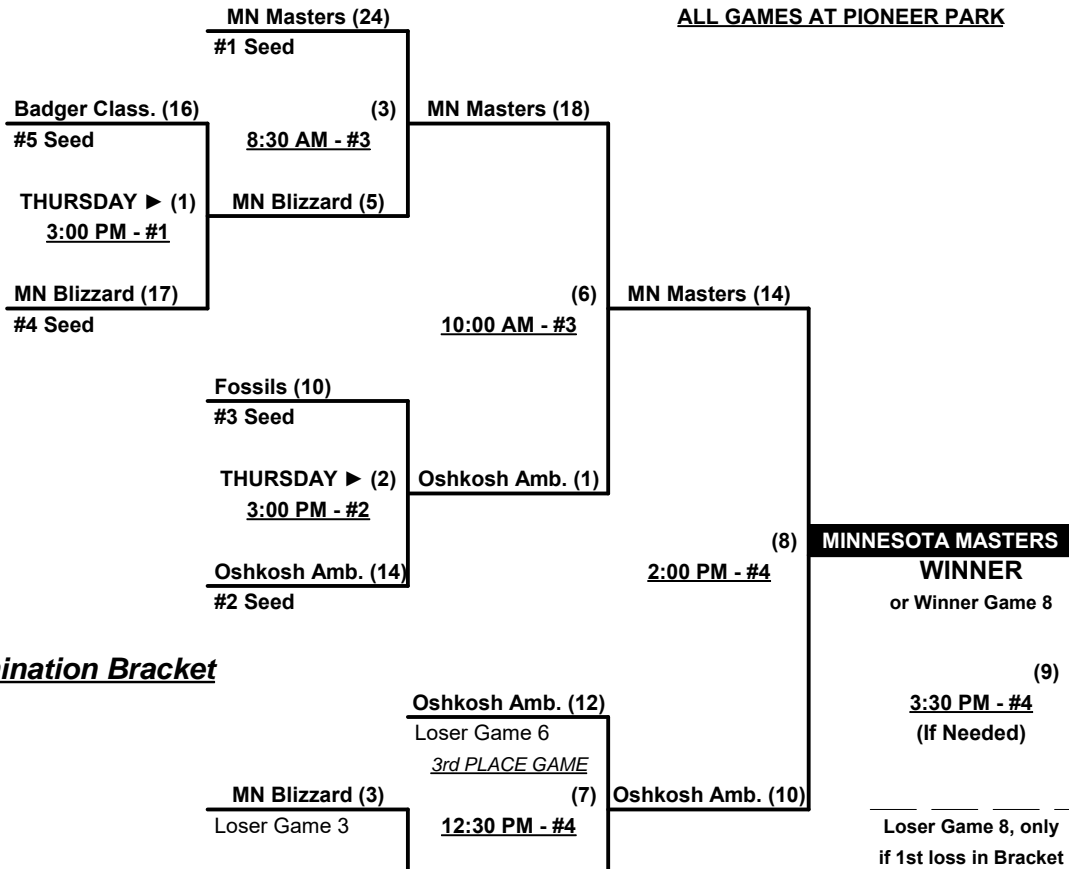 MN Masters (24)
ALL GAMES AT PIONEER PARK
#1 Seed
Badger Class. (16)
(3)
MN Masters (18)
#5 Seed
8:30 AM - #3
THURSDAY ► (1)
MN Blizzard (5)
3:00 PM - #1
MN Blizzard (17)
(6)
MN Masters (14)
#4 Seed
10:00 AM - #3
Fossils (10)
#3 Seed
THURSDAY ► (2)
Oshkosh Amb. (1)
3:00 PM - #2
(8)
MINNESOTA MASTERS
Oshkosh Amb. (14)
2:00 PM - #4
WINNER
#2 Seed
or Winner Game 8
ination Bracket
(9)
Oshkosh Amb. (12)
3:30 PM - #4
Loser Game 6
(If Needed)
3rd PLACE GAME
MN Blizzard (3)
(7)
Oshkosh Amb. (10)
Loser Game 3
12:30 PM - #4
Loser Game 8, only
if 1st loss in Bracket